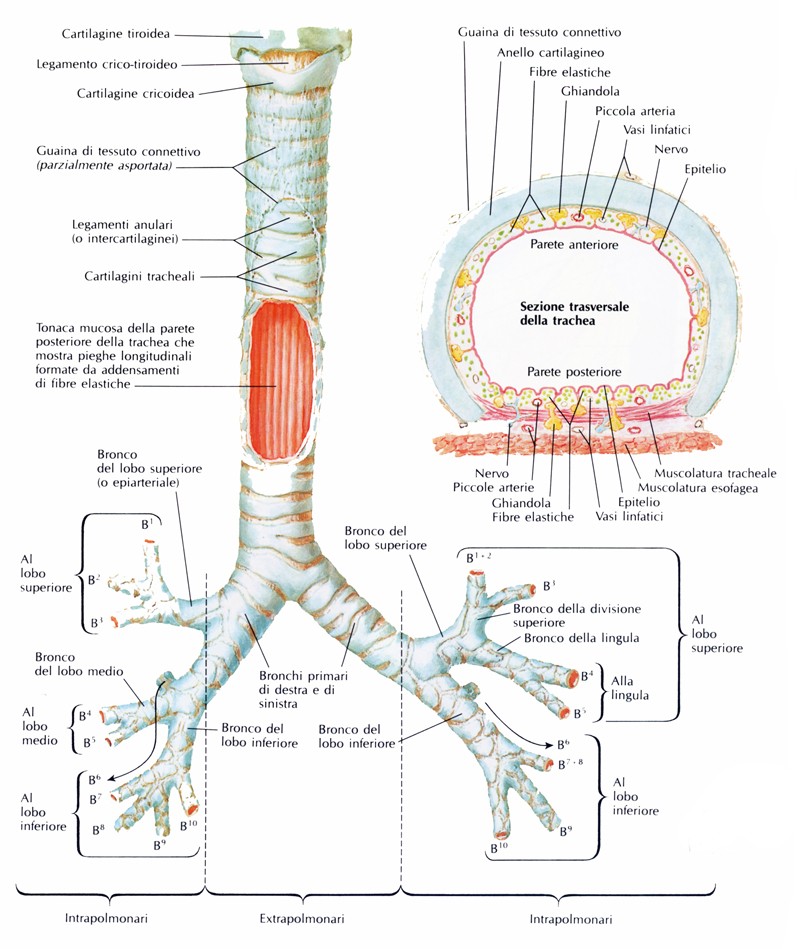 Cartilagine tiroidea
Legamento crico-tiroideo
Cartilagine cricoidea
Guaina di tessuto connettivo
(parzialmente asportata)
Legamenti anulari
(o intercartilaginei)
Cartilagini tracheali
Tonaca mucosa della parete
posteriore della trachea che
mostra pieghe longitudinali
formate da addensamenti
di fibre elastiche
Guaina di tessuto connettivo
Anello cartilagineo
Fibre elastiche
Ghiandola
Piccola arteria
Vasi linfatici
Nervo
Epitelio
Parete anteriore
Sezione trasversale
della trachea
Parete posteriore
Nervo
Piccole arterie
Ghiandola
Fibre elastiche
Muscolatura tracheale
Muscolatura esofagea
Epitelio
Vasi linfatici
Bronco
del lobo superiore
(o epiarteriale)
Al
lobo
superiore
B¹
B²
B³
Bronco
del lobo medio
Al
lobo
medio
B⁴
B⁵
Al
lobo
inferiore
B⁶
B⁷
B⁸
B⁹
B¹⁰
Bronco del
lobo inferiore
Bronchi primari
di destra e di
sinistra
Bronco del
lobo inferiore
Bronco del
lobo superiore
B¹⁺²
B³
Bronco della divisione
superiore
Bronco della lingula
B⁴
B⁵
Alla
lingula
Al
lobo
superiore
B⁶
B⁷⁻⁸
B⁹
B¹⁰
Al
lobo
inferiore
Intrapolmonari
Extrapolmonari
Intrapolmonari